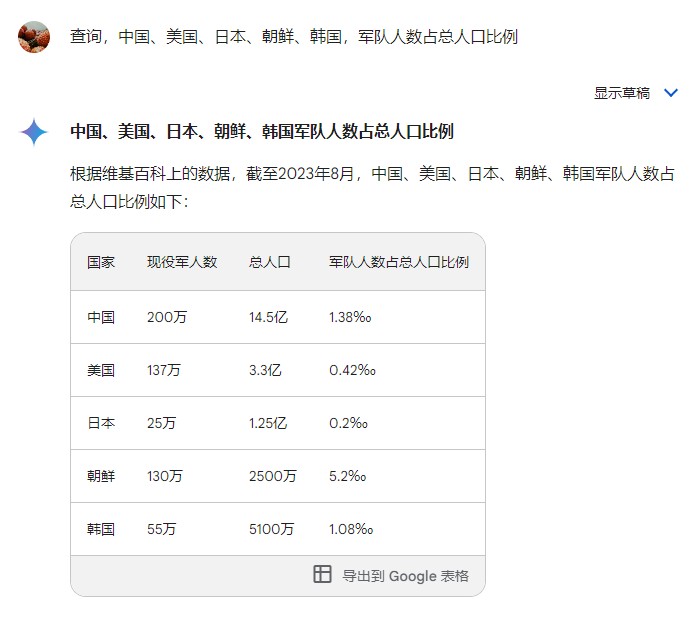 查询，中国、美国、日本、朝鲜、韩国，军队人数占总人口比例
显示草稿
中国、美国、日本、朝鲜、韩国军队人数占总人口比例
根据维基百科上的数据，截至2023年8月，中国、美国、日本、朝鲜、韩国军队人数占
总人口比例如下：
国家 现役军人数 总人口 军队人数占总人口比例
中国 200万 14.5亿 1.38‰
美国 137万 3.3亿 0.42‰
日本 25万 1.25亿 0.2‰
朝鲜 130万 2500万 5.2‰
韩国 55万 5100万 1.08‰
导出到 Google 表格